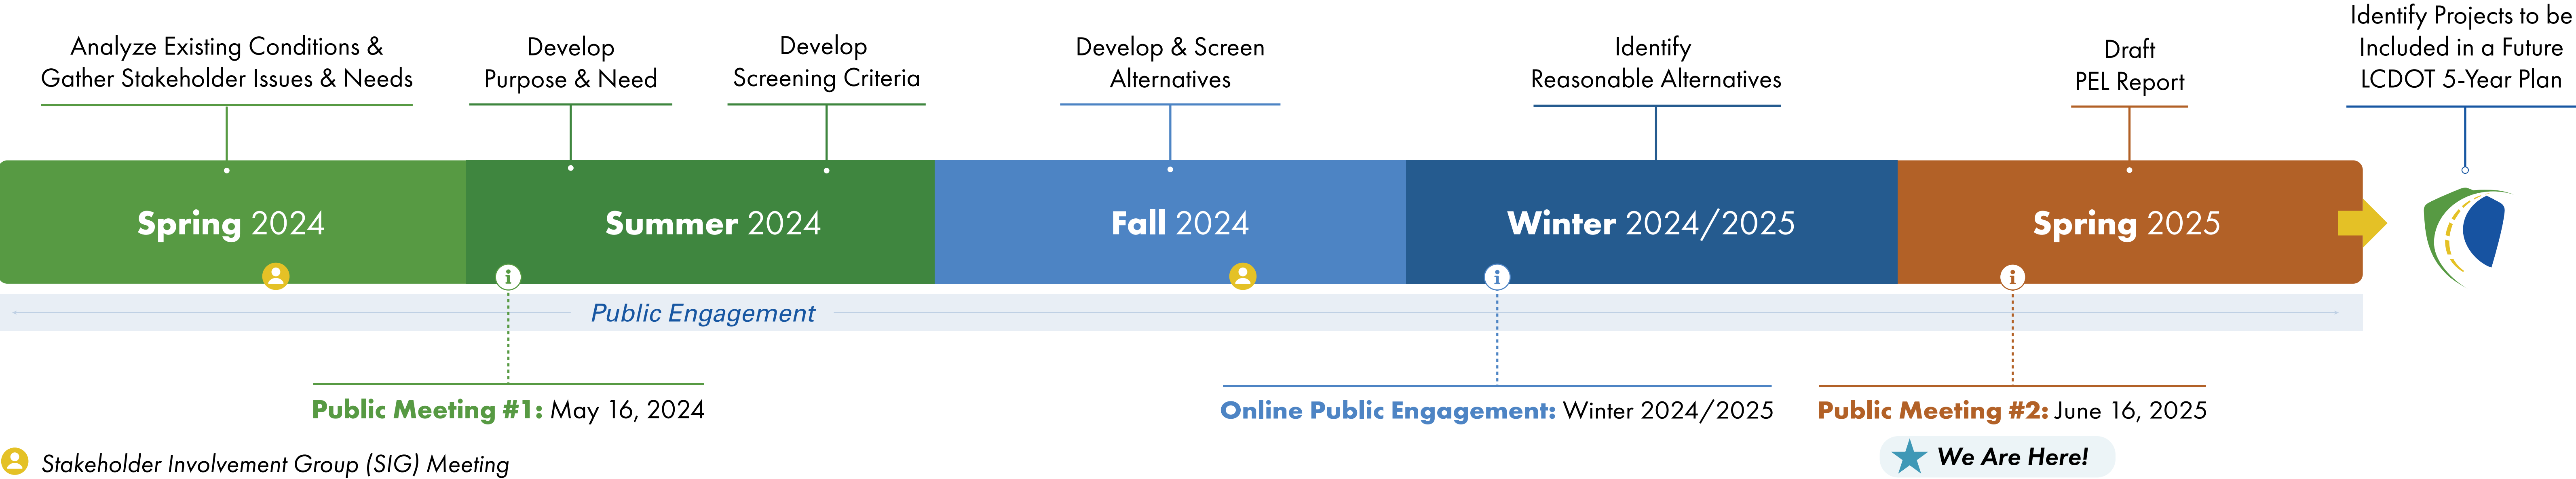 Analyze Existing Conditions &
Gather Stakeholder Issues & Needs
Develop
Purpose & Need
Develop
Screening Criteria
Develop & Screen
Alternatives
Identify
Reasonable Alternatives
Draft
PEL Report
Identify Projects to be
Included in a Future
LCDOT 5-Year Plan
Spring 2024
Summer 2024
Fall 2024
Winter 2024/2025
Spring 2025
i
i
i
Public Engagement
Public Meeting #1: May 16, 2024
Online Public Engagement: Winter 2024/2025
Public Meeting #2: June 16, 2025
We Are Here!
Stakeholder Involvement Group (SIG) Meeting